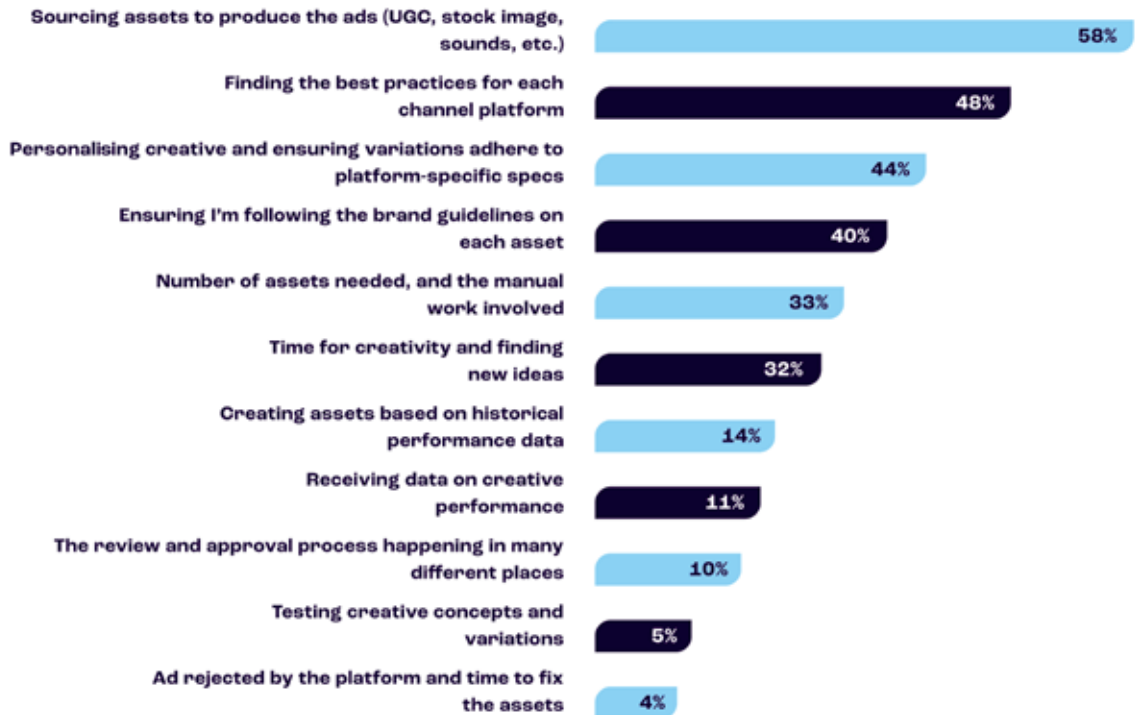 Sourcing assets to produce the ads (UGC, stock image,
sounds, etc.)
58%
Finding the best practices for each
channel platform
48%
Personalising creative and ensuring variations adhere to
platform-specific specs
44%
Ensuring I'm following the brand guidelines on
each asset
40%
Number of assets needed, and the manual
work involved
33%
Time for creativity and finding
new ideas
32%
Creating assets based on historical
performance data
14%
Receiving data on creative
performance
11%
The review and approval process happening in many
different places
10%
Testing creative concepts and
variations
5%
Ad rejected by the platform and time to fix
the assets
4%